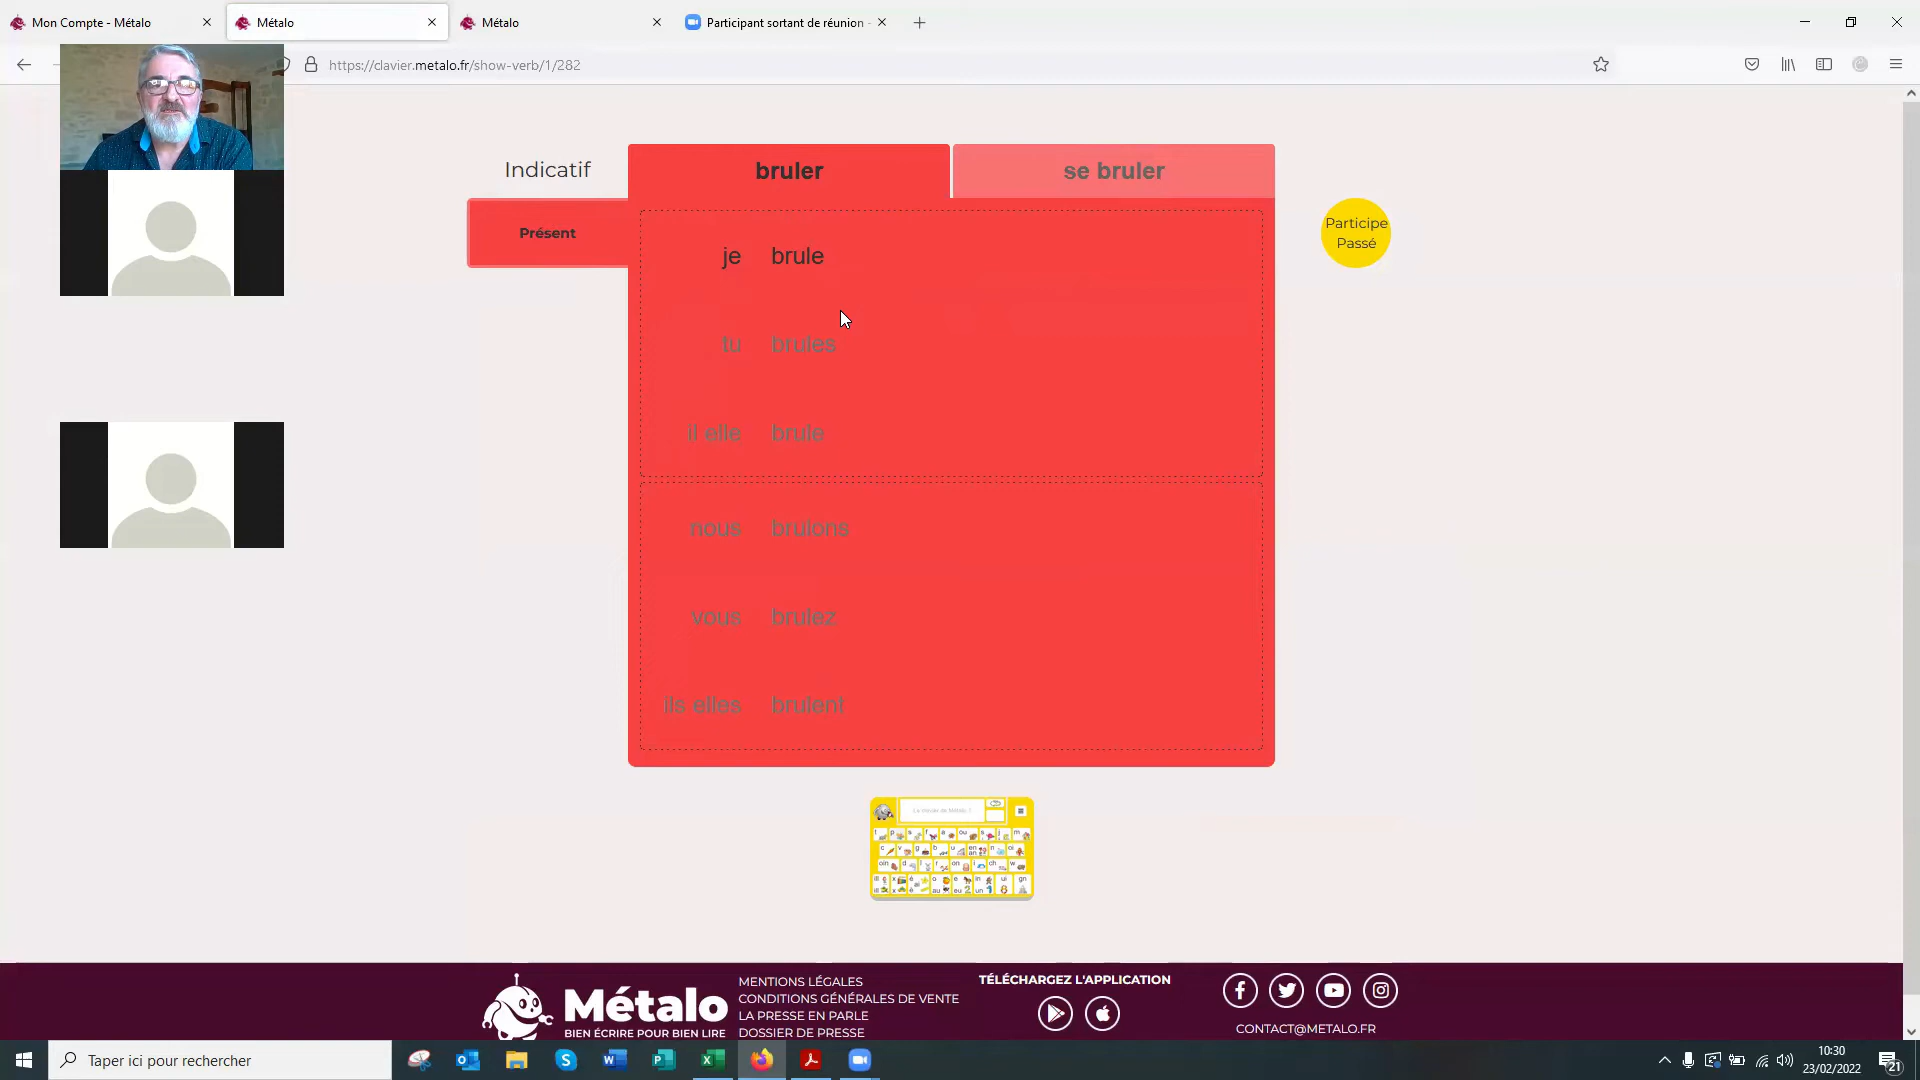 Mon Compte - Métalo
Métalo
Métalo
Participant sortant de réunion -
https://clavier.metalo.fr/show-verb/1/282
Indicatif
bruler
se bruler
Présent
Participe
Passé
je brule
tu brules
il elle brule
nous brulons
vous brulez
ils elles brulent
Métalo
BIEN ÉCRIRE POUR BIEN LIRE
MENTIONS LÉGALES
CONDITIONS GÉNÉRALES DE VENTE
LA PRESSE EN PARLE
DOSSIER DE PRESSE
TÉLÉCHARGEZ L'APPLICATION
CONTACT@METALO.FR
Taper ici pour rechercher
10:30
23/02/2022
21